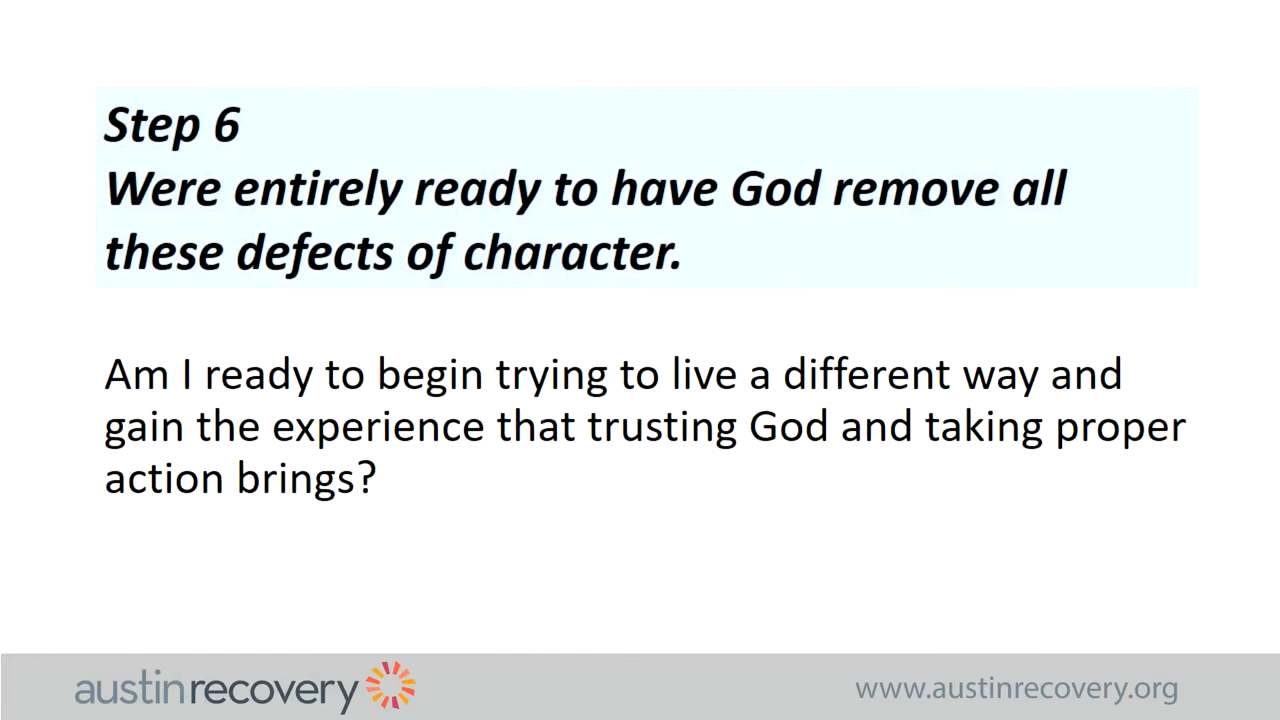 Step 6
Were entirely ready to have God remove all
these defects of character.
Am I ready to begin trying to live a different way and
gain the experience that trusting God and taking proper
action brings?
austinrecovery
www.austinrecovery.org